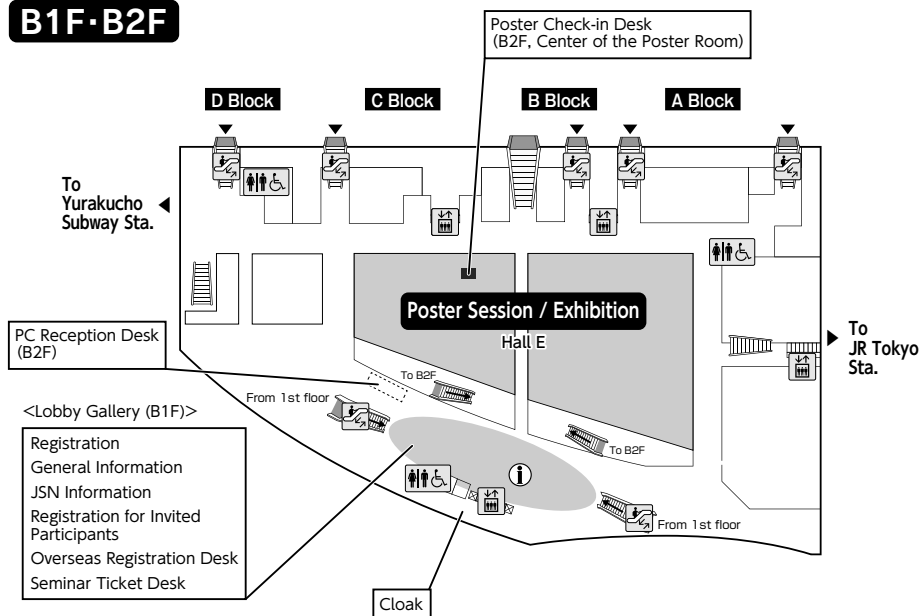 B1F・B2F
Poster Check-in Desk
(B2F, Center of the Poster Room)
D Block
C Block
B Block
A Block
To
Yurakucho
Subway Sta.
Poster Session / Exhibition
Hall E
To
JR Tokyo
Sta.
PC Reception Desk
(B2F)
To B2F
From 1st floor
<Lobby Gallery (B1F)>
To B2F
Registration
General Information
JSN Information
Registration for Invited
Participants
Overseas Registration Desk
Seminar Ticket Desk
i
From 1st floor
Cloak